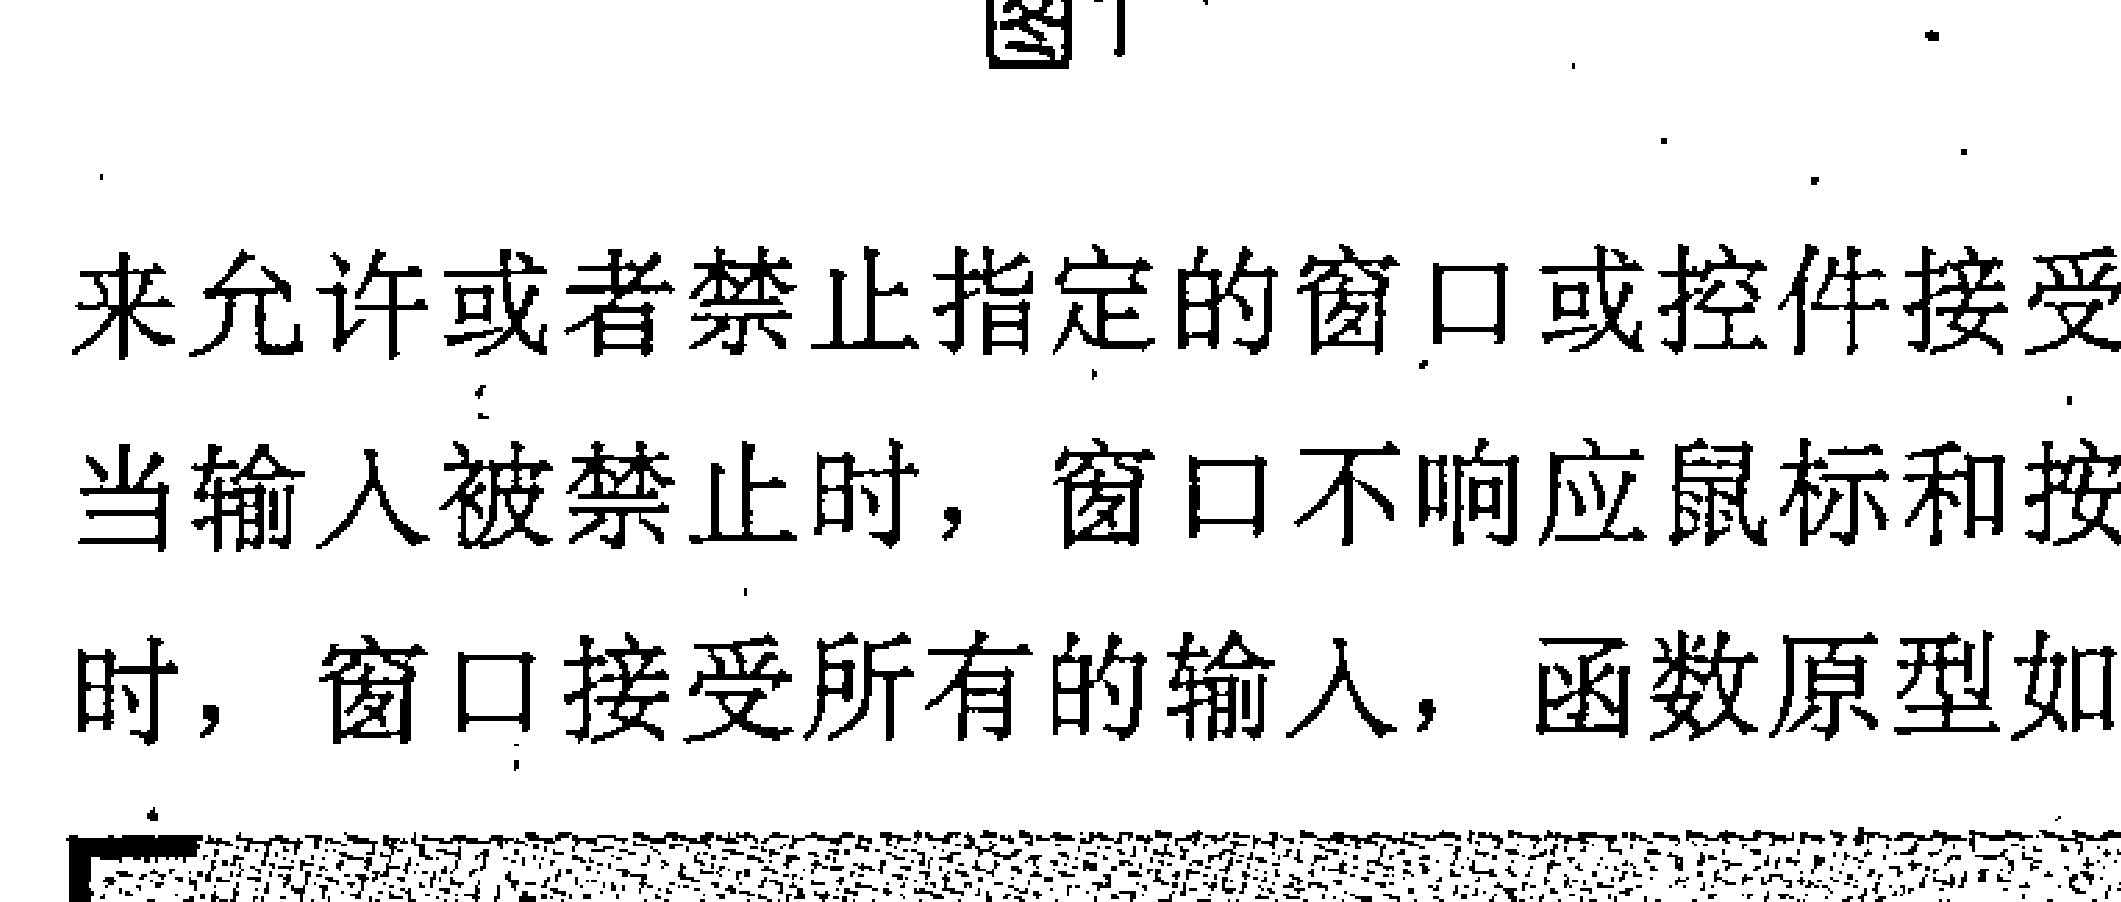 图1
来允许或者禁止指定的窗口或控件接受
当输入被禁止时，窗口不响应鼠标和按
时，窗口接受所有的输入，函数原型如